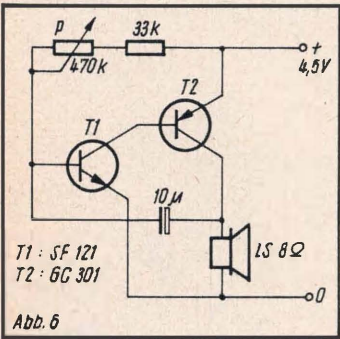 P
33k
+
470k
T2
4,5V
T1
10µ
T1 : SF 121
T2 : GC 301
LS 8Ω
0
Abb. 6